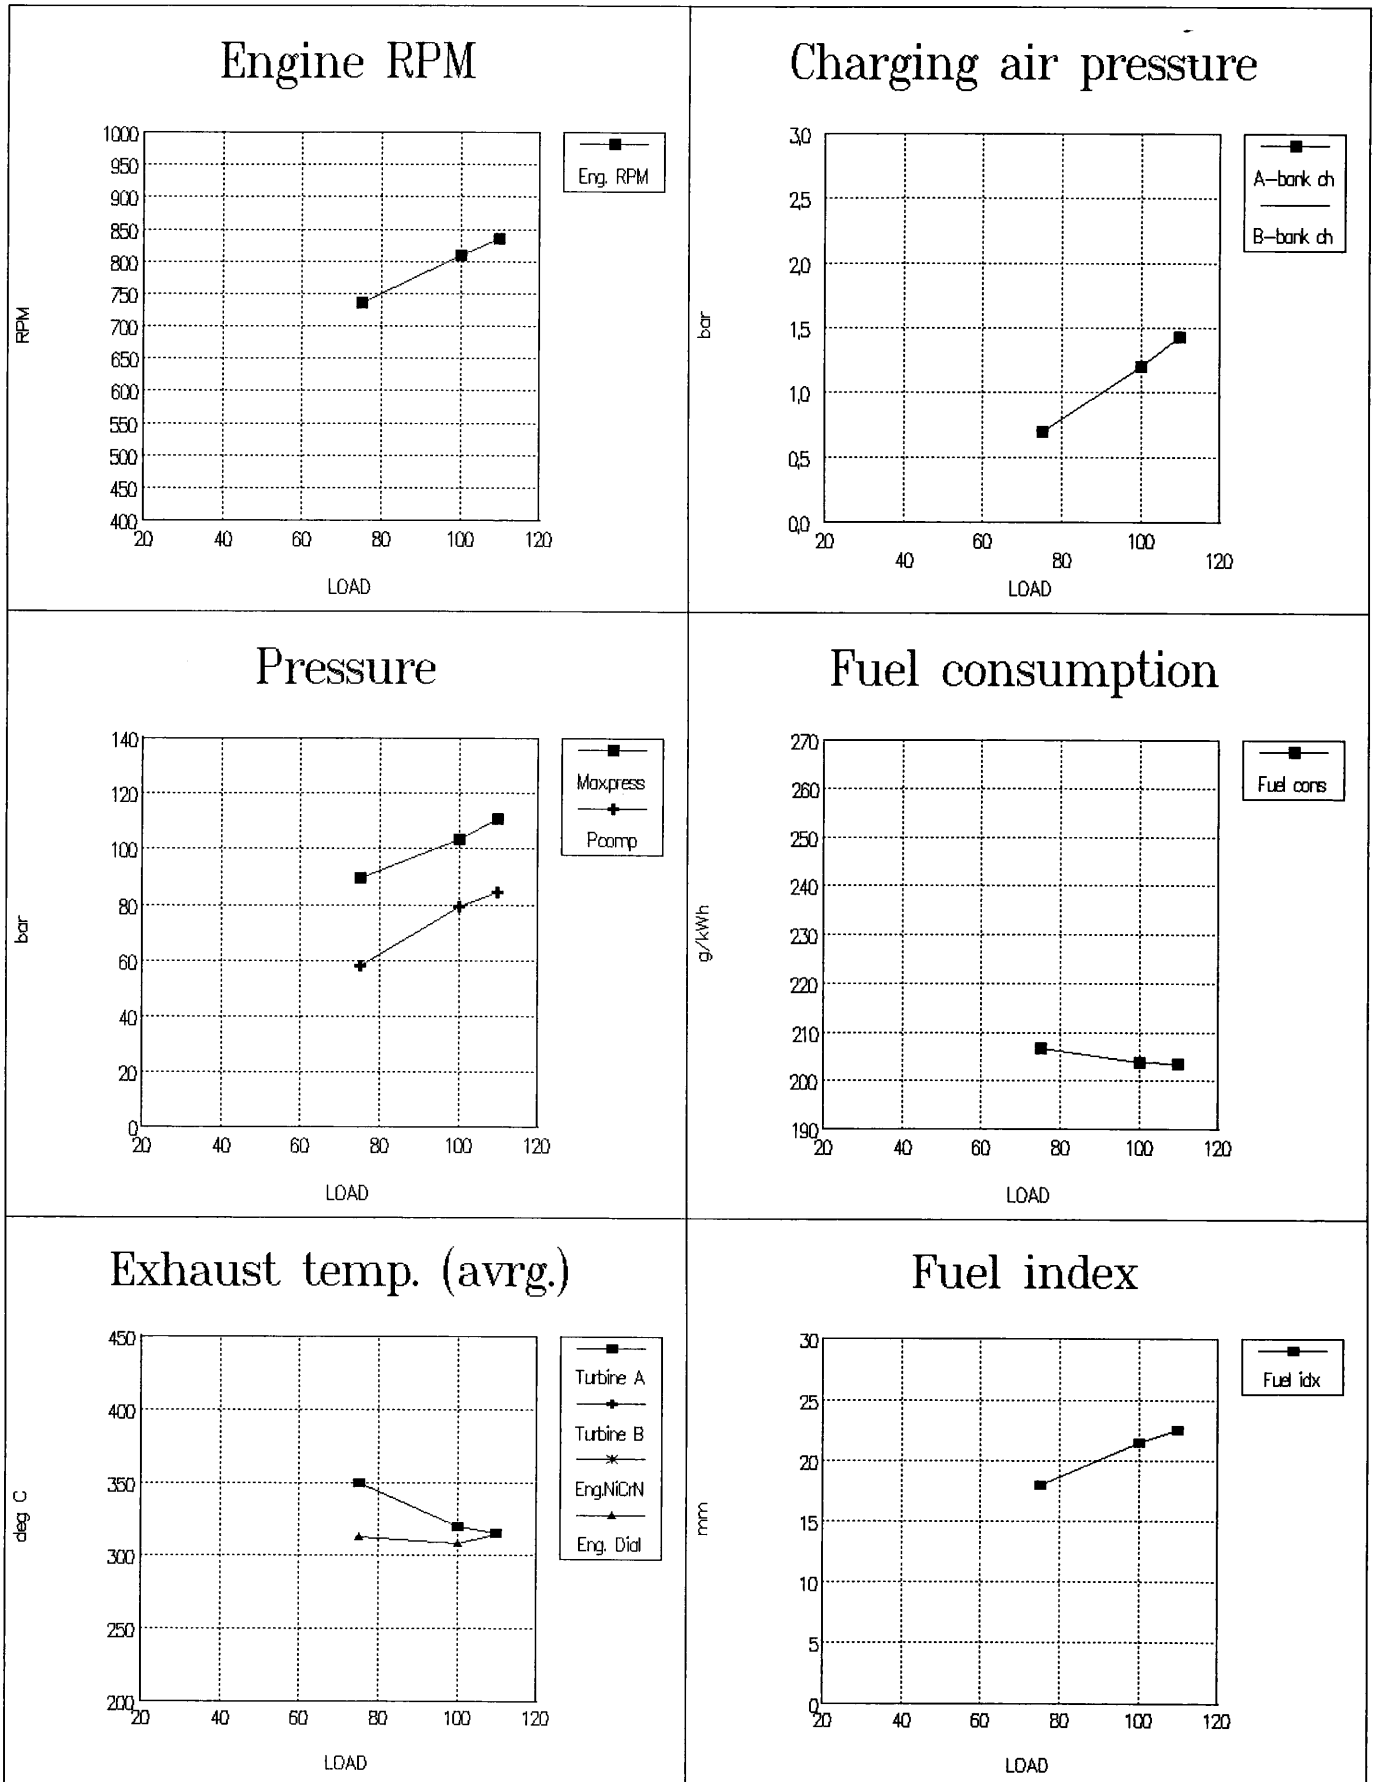 Engine RPM
1000
950
900
850
800
750
700
650
600
550
500
450
400
20 40 60 80 100 120
RPM
LOAD
Eng. RPM
Charging air pressure
3,0
2,5
2,0
1,5
1,0
0,5
0,0
20 40 60 80 100 120
bar
LOAD
A-bank ch
B-bank ch
Pressure
140
120
100
80
60
40
20
0
20 40 60 80 100 120
bar
LOAD
Maxpress
Pcomp
Fuel consumption
270
260
250
240
230
220
210
200
190
20 40 60 80 100 120
g/kWh
LOAD
Fuel cons
Exhaust temp. (avrg.)
450
400
350
300
250
200
20 40 60 80 100 120
deg C
LOAD
Turbine A
Turbine B
Eng.NiCrN
Eng. Dial
Fuel index
30
25
20
15
10
5
0
20 40 60 80 100 120
mm
LOAD
Fuel idx